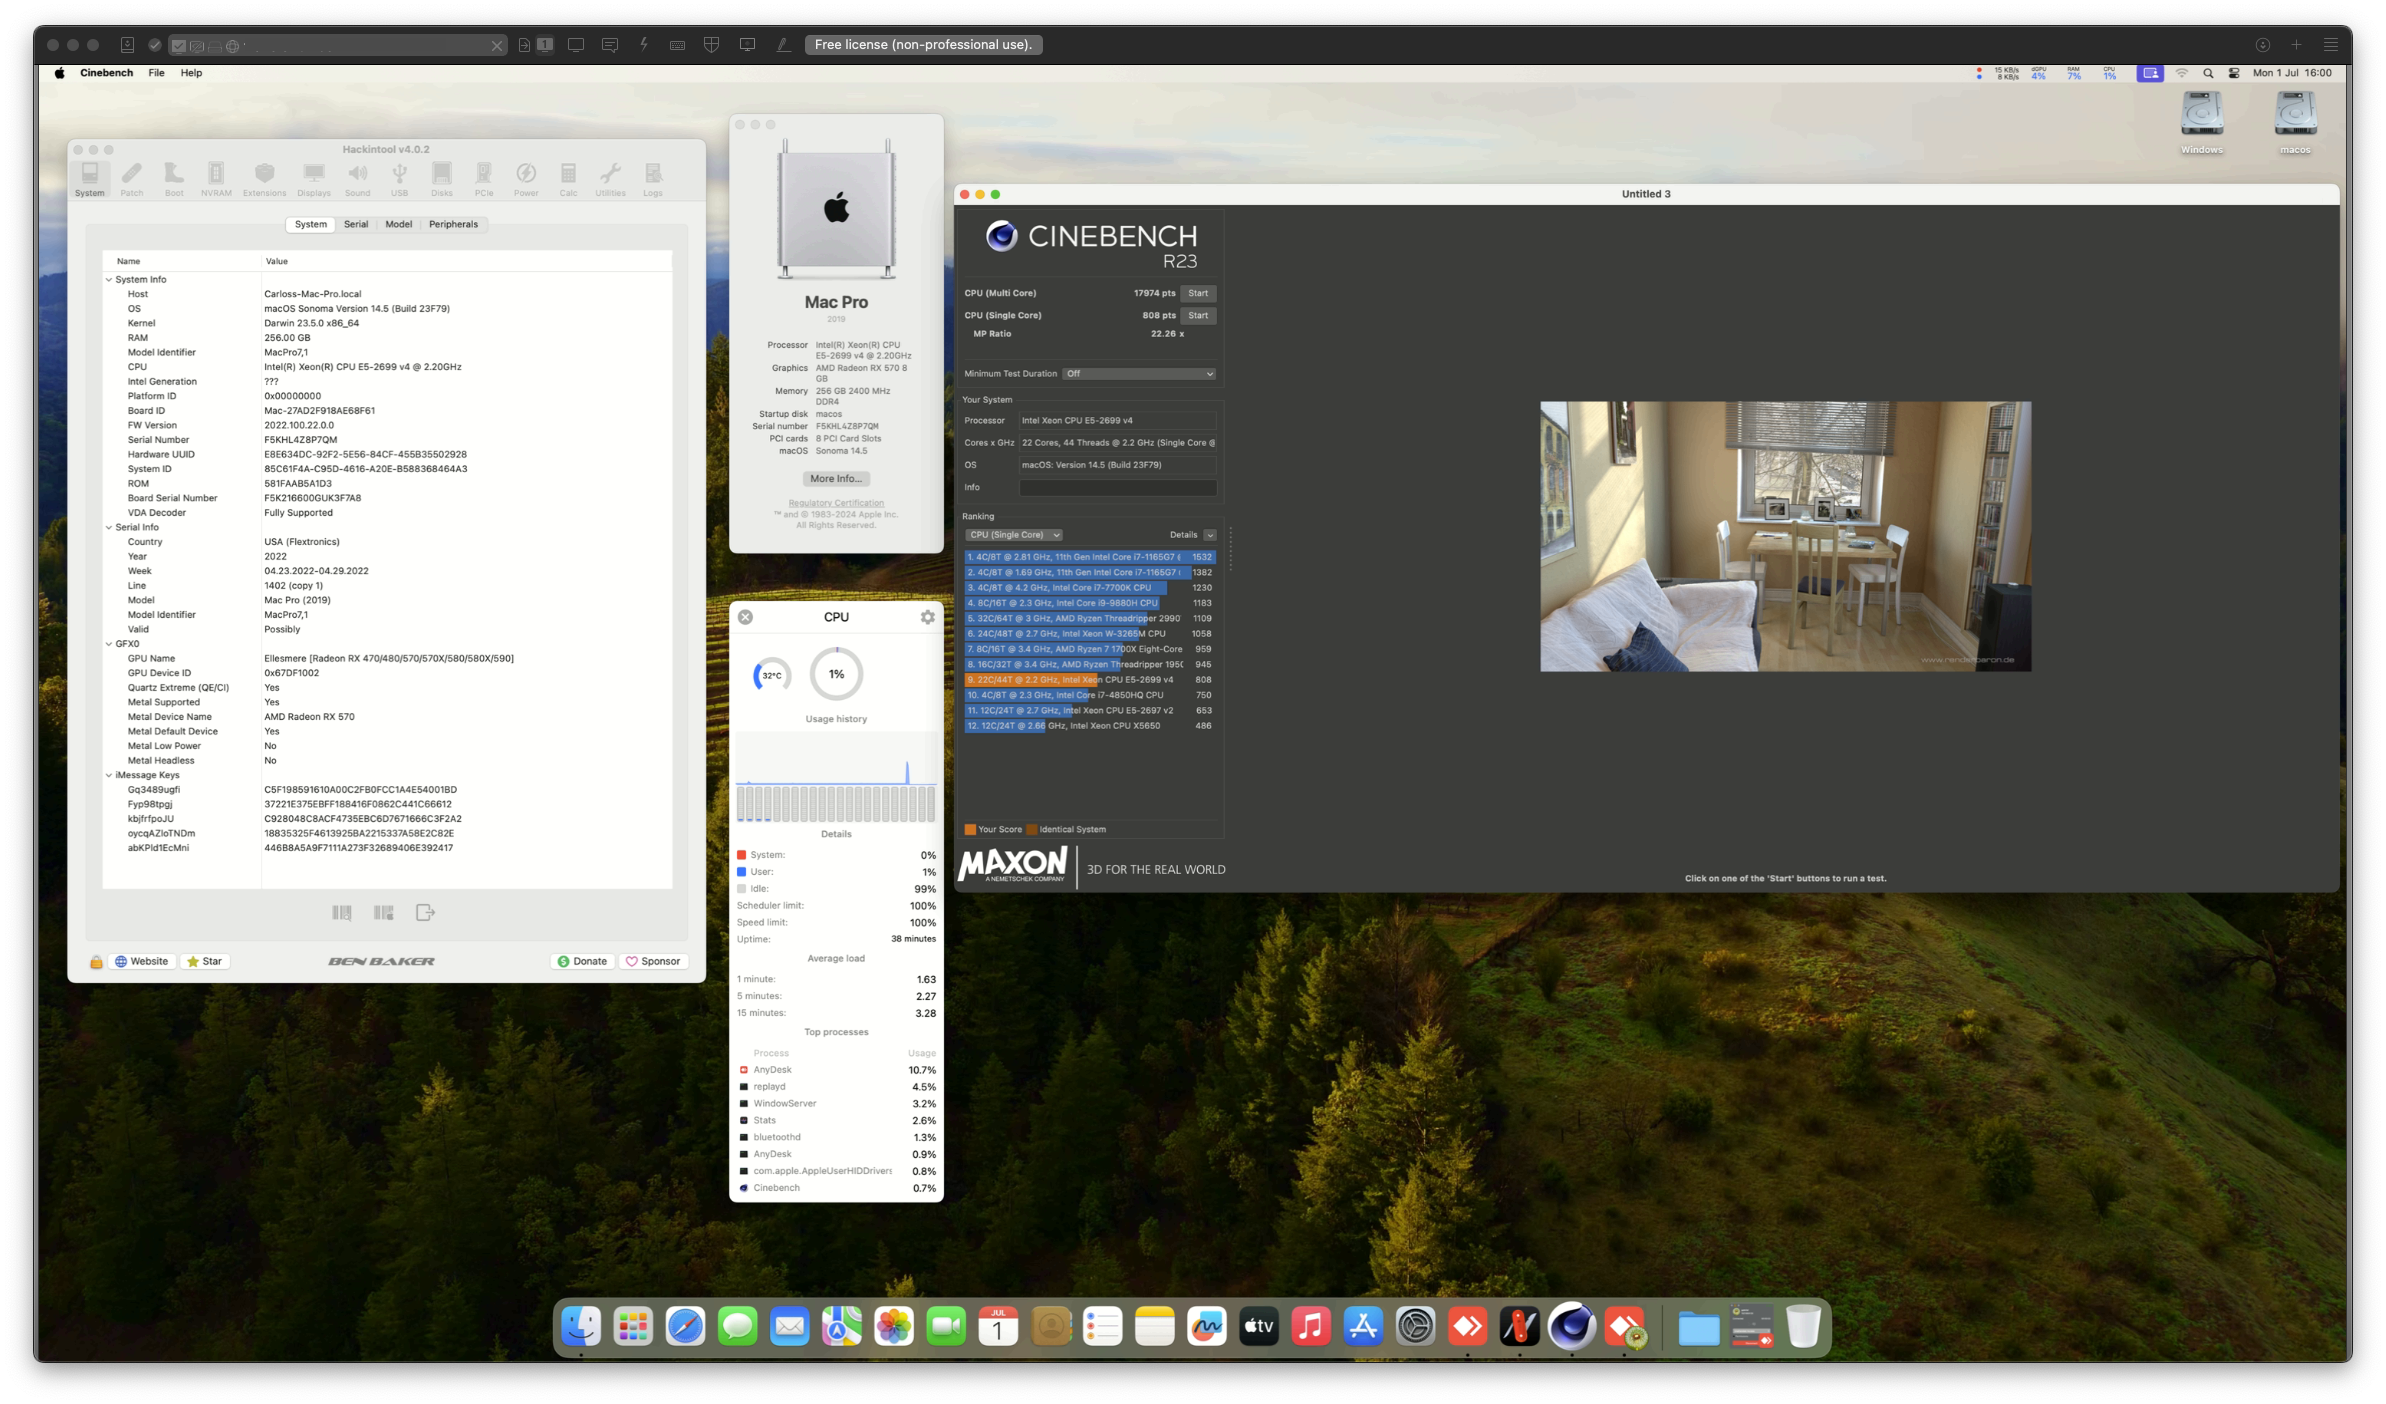 Free license (non-professional use).
Cinebench File Help
15 KB/s
8 KB/s
dGPU
4%
RAM
7%
CPU
1%
Mon 1 Jul 16:00
Windows
macos
Hackintool v4.0.2
System Patch Boot NVRAM Extensions Displays Sound USB Disks PCIe Power Calc Utilities Logs
System Serial Model Peripherals
Name Value
System Info
Host Carloss-Mac-Pro.local
OS macOS Sonoma Version 14.5 (Build 23F79)
Kernel Darwin 23.5.0 x86_64
RAM 256.00 GB
Model Identifier MacPro7,1
CPU Intel(R) Xeon(R) CPU E5-2699 v4 @ 2.20GHz
Intel Generation ???
Platform ID 0x00000000
Board ID Mac-27AD2F918AE68F61
FW Version 2022.100.22.0.0
Serial Number F5KHL4Z8P7QM
Hardware UUID E8E634DC-92F2-5E56-84CF-455B35502928
System ID 85C61F4A-C95D-4616-A20E-B588368464A3
ROM 581FAAB5A1D3
Board Serial Number F5K216600GUK3F7A8
VDA Decoder Fully Supported
Serial Info
Country USA (Flextronics)
Year 2022
Week 04.23.2022-04.29.2022
Line 1402 (copy 1)
Model Mac Pro (2019)
Model Identifier MacPro7,1
Valid Possibly
GFX0
GPU Name Ellesmere [Radeon RX 470/480/570/570X/580/580X/590]
GPU Device ID 0x67DF1002
Quartz Extreme (QE/CI) Yes
Metal Supported Yes
Metal Device Name AMD Radeon RX 570
Metal Default Device Yes
Metal Low Power No
Metal Headless No
iMessage Keys
Gq3489ugfi C5F198591610A00C2FB0FCC1A4E54001BD
Fyp98tpgj 37221E375EBFF188416F0862C441C66612
kbjfrfpoJU C928048C8ACF4735EBC6D7671666C3F2A2
oycqAZloTNDm 18835325F4613925BA2215337A58E2C82E
abKPld1EcMni 446B8A5A9F7111A273F32689406E392417
Website Star BEN BAKER Donate Sponsor
Mac Pro
2019
Processor Intel(R) Xeon(R) CPU
E5-2699 v4 @ 2.20GHz
Graphics AMD Radeon RX 570 8
GB
Memory 256 GB 2400 MHz
DDR4
Startup disk macos
Serial number F5KHL4Z8P7QM
PCI cards 8 PCI Card Slots
macOS Sonoma 14.5
More Info...
Regulatory Certification
™ and © 1983-2024 Apple Inc.
All Rights Reserved.
CPU
32°C 1%
Usage history
Details
System: 0%
User: 1%
Idle: 99%
Scheduler limit: 100%
Speed limit: 100%
Uptime: 38 minutes
Average load
1 minute: 1.63
5 minutes: 2.27
15 minutes: 3.28
Top processes
Process Usage
AnyDesk 10.7%
replayd 4.5%
WindowServer 3.2%
Stats 2.6%
bluetoothd 1.3%
AnyDesk 0.9%
com.apple.AppleUserHIDDrivers 0.8%
Cinebench 0.7%
Untitled 3
CINEBENCH
R23
CPU (Multi Core) 17974 pts Start
CPU (Single Core) 808 pts Start
MP Ratio 22.26 x
Minimum Test Duration Off
Your System
Processor Intel Xeon CPU E5-2699 v4
Cores x GHz 22 Cores, 44 Threads @ 2.2 GHz (Single Core @
OS macOS: Version 14.5 (Build 23F79)
Info
Ranking
CPU (Single Core) Details
1. 4C/8T @ 2.81 GHz, 11th Gen Intel Core i7-1165G7 1532
2. 4C/8T @ 1.69 GHz, 11th Gen Intel Core i7-1165G7 1382
3. 4C/8T @ 4.2 GHz, Intel Core i7-7700K CPU 1230
4. 8C/16T @ 2.3 GHz, Intel Core i9-9880H CPU 1183
5. 32C/64T @ 3 GHz, AMD Ryzen Threadripper 2990 1109
6. 24C/48T @ 2.7 GHz, Intel Xeon W-3265M CPU 1058
7. 8C/16T @ 3.4 GHz, AMD Ryzen 7 1700X Eight-Core 959
8. 16C/32T @ 3.4 GHz, AMD Ryzen Threadripper 1950 945
9. 22C/44T @ 2.2 GHz, Intel Xeon CPU E5-2699 v4 808
10. 4C/8T @ 2.3 GHz, Intel Core i7-4850HQ CPU 750
11. 12C/24T @ 2.7 GHz, Intel Xeon CPU E5-2697 v2 653
12. 12C/24T @ 2.66 GHz, Intel Xeon CPU X5650 486
Your Score Identical System
MAXON
A NEMETSCHEK COMPANY
3D FOR THE REAL WORLD
www.renderbaron.de
Click on one of the 'Start' buttons to run a test.
JUL
1
tv